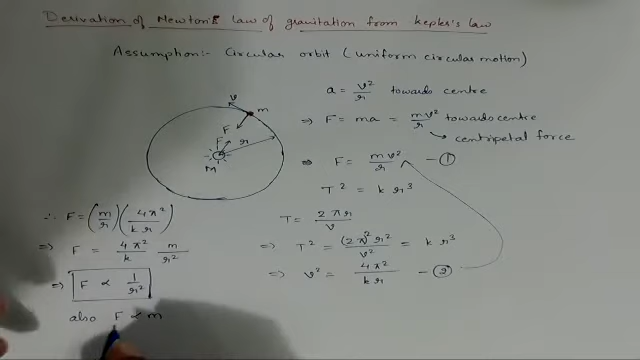 Derivation of Newton's law of gravitation from kepler's law
Assumption:- Circular orbit (uniform circular motion)
a = v²/r towards centre
⇒ F = ma = mv²/r towards centre
→ centripetal force
⇒ F = mv²/r – ①
T² = k r³
T = 2πr/v
⇒ T² = (2π)² r²/v² = k r³
⇒ v² = 4π²/kr – ②
v
m
F
F
r
M
∴ F = (m/r)(4π²/kr)
⇒ F = 4π²/k m/r²
⇒ F ∝ 1/r²
also F ∝ m